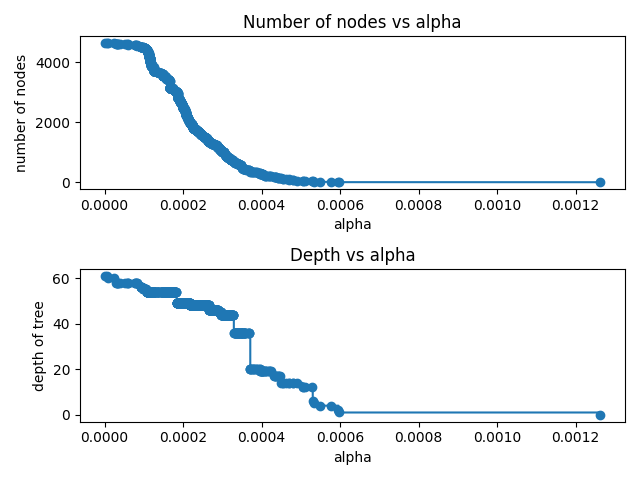 Number of nodes vs alpha
number of nodes
4000
2000
0
0.0000 0.0002 0.0004 0.0006 0.0008 0.0010 0.0012
alpha
Depth vs alpha
depth of tree
60
40
20
0
0.0000 0.0002 0.0004 0.0006 0.0008 0.0010 0.0012
alpha